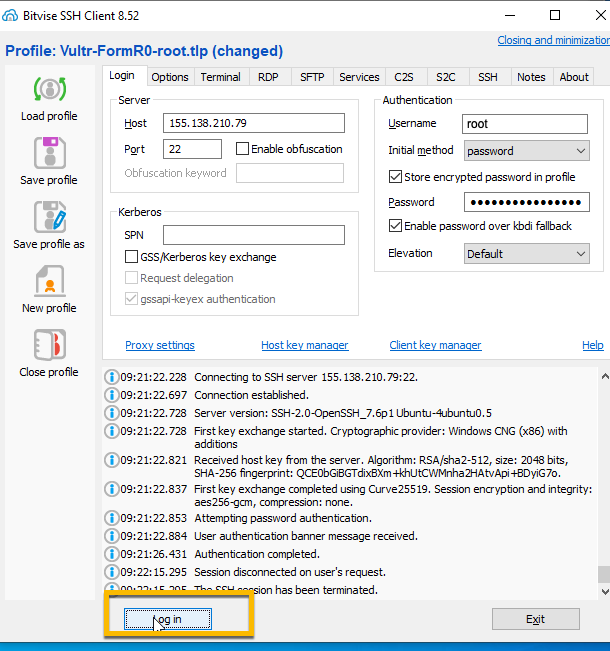 Bitvise SSH Client 8.52
Closing and minimization
Profile: Vultr-FormR0-root.tlp (changed)
Load profile
Save profile
Save profile as
New profile
Close profile
Login Options Terminal RDP SFTP Services C2S S2C SSH Notes About
Server
Host 155.138.210.79
Port 22 Enable obfuscation
Obfuscation keyword
Kerberos
SPN
GSS/Kerberos key exchange
Request delegation
gssapi-keyex authentication
Authentication
Username root
Initial method password
Store encrypted password in profile
Password ●●●●●●●●●●●●●●●●
Enable password over kbdi fallback
Elevation Default
Proxy settings Host key manager Client key manager Help
09:21:22.228 Connecting to SSH server 155.138.210.79:22.
09:21:22.697 Connection established.
09:21:22.728 Server version: SSH-2.0-OpenSSH_7.6p1 Ubuntu-4ubuntu0.5
09:21:22.728 First key exchange started. Cryptographic provider: Windows CNG (x86) with
additions
09:21:22.821 Received host key from the server. Algorithm: RSA/sha2-512, size: 2048 bits,
SHA-256 fingerprint: QCE0bGiBGTdixBXm+khUtCWMnha2HAtvApi+BDyiG7o.
09:21:22.837 First key exchange completed using Curve25519. Session encryption and integrity:
aes256-gcm, compression: none.
09:21:22.853 Attempting password authentication.
09:21:22.884 User authentication banner message received.
09:21:26.431 Authentication completed.
09:22:15.295 Session disconnected on user's request.
09:22:15.295 The SSH session has been terminated.
Log in Exit